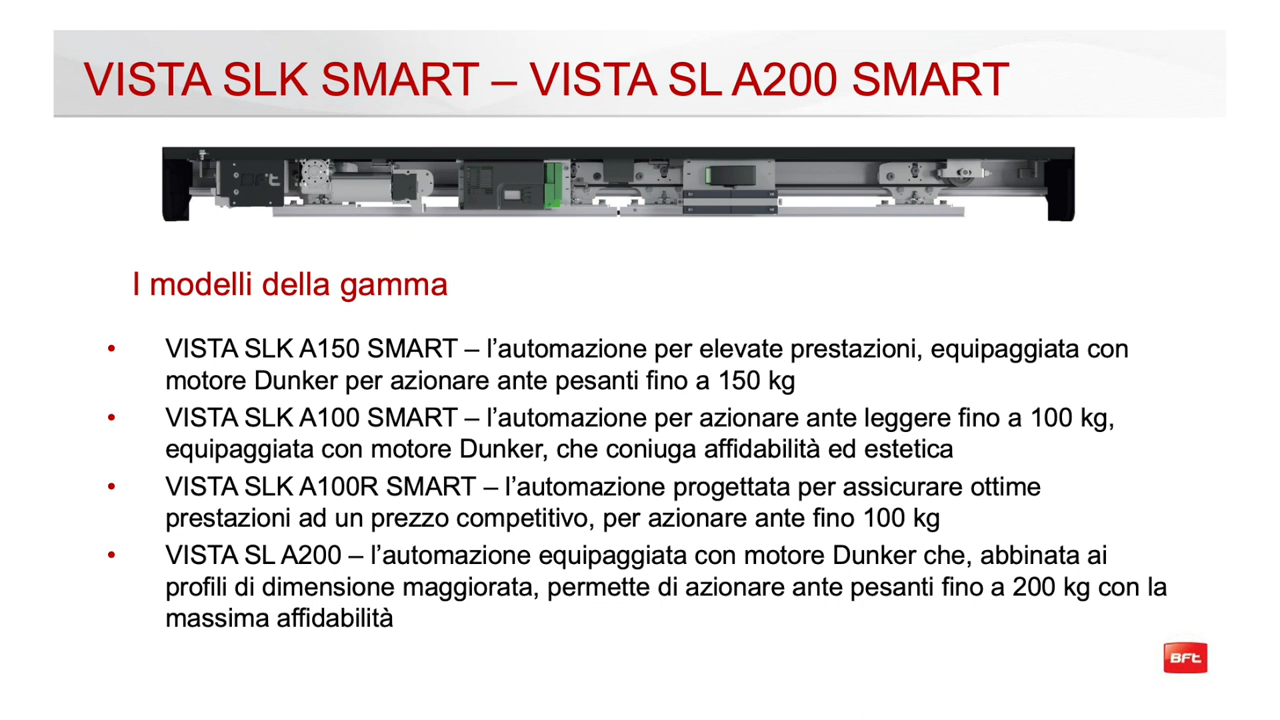 VISTA SLK SMART – VISTA SL A200 SMART
BFt
I modelli della gamma
• VISTA SLK A150 SMART – l’automazione per elevate prestazioni, equipaggiata con
motore Dunker per azionare ante pesanti fino a 150 kg
• VISTA SLK A100 SMART – l’automazione per azionare ante leggere fino a 100 kg,
equipaggiata con motore Dunker, che coniuga affidabilità ed estetica
• VISTA SLK A100R SMART – l’automazione progettata per assicurare ottime
prestazioni ad un prezzo competitivo, per azionare ante fino 100 kg
• VISTA SL A200 – l’automazione equipaggiata con motore Dunker che, abbinata ai
profili di dimensione maggiorata, permette di azionare ante pesanti fino a 200 kg con la
massima affidabilità
BFt